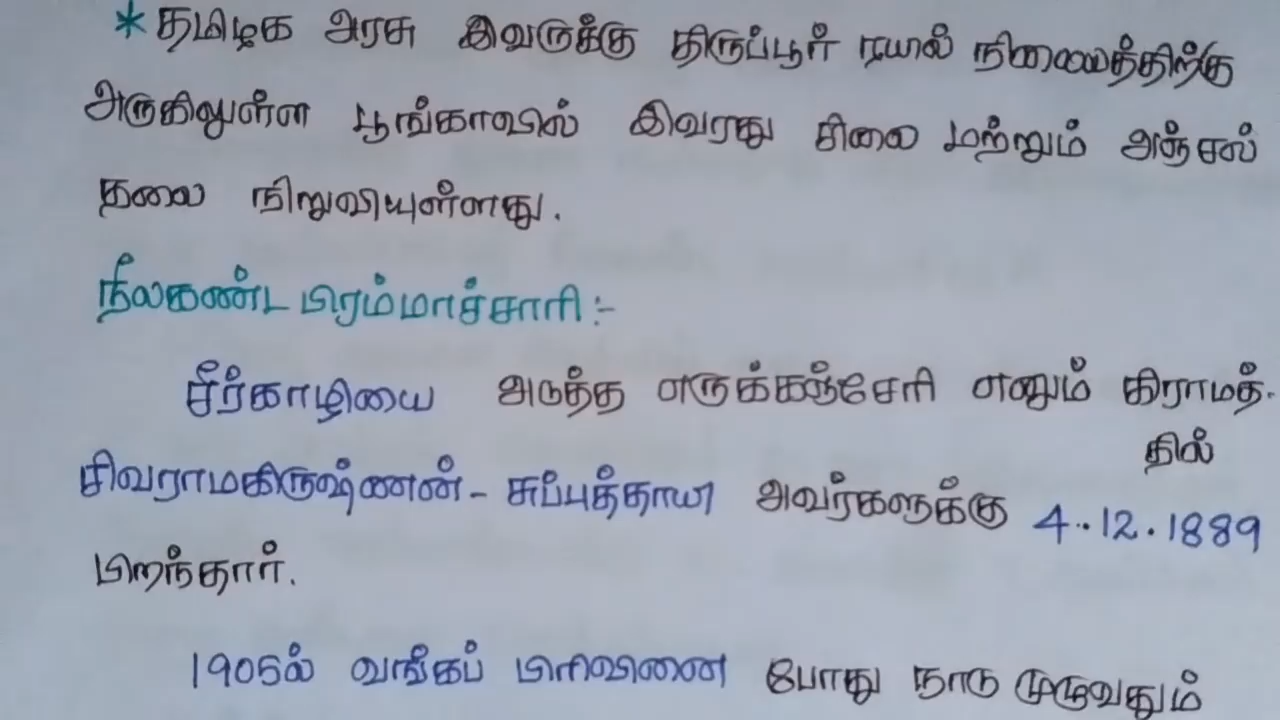 * தமிழக அரசு இவருக்கு திருப்பூர் ரயில் நிலையத்திற்கு
அருகிலுள்ள பூங்காவில் இவரது சிலை மற்றும் அஞ்சல்
தலை நிறுவியுள்ளது.
நீலகண்ட பிரம்மாச்சாரி :-
சீர்காழியை அடுத்த எருக்கஞ்சேரி எனும் கிராமத்-
தில்
சிவராமகிருஷ்ணன் - சுப்புத்தாயி அவர்களுக்கு 4.12.1889
பிறந்தார்.
1905ல் வங்கப் பிரிவினை போது நாடு முழுவதும்